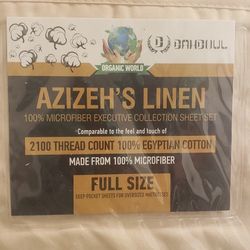 ORGANIC WORLD
AZIZEH'S LINEN
100% MICROFIBER EXECUTIVE COLLECTION SHEET SET
Comparable to the feel and touch of
2100 THREAD COUNT 100% EGYPTIAN COTTON
MADE FROM 100% MICROFIBER
FULL SIZE
DEEP POCKET SHEETS FOR OVERSIZED MATTRESSES